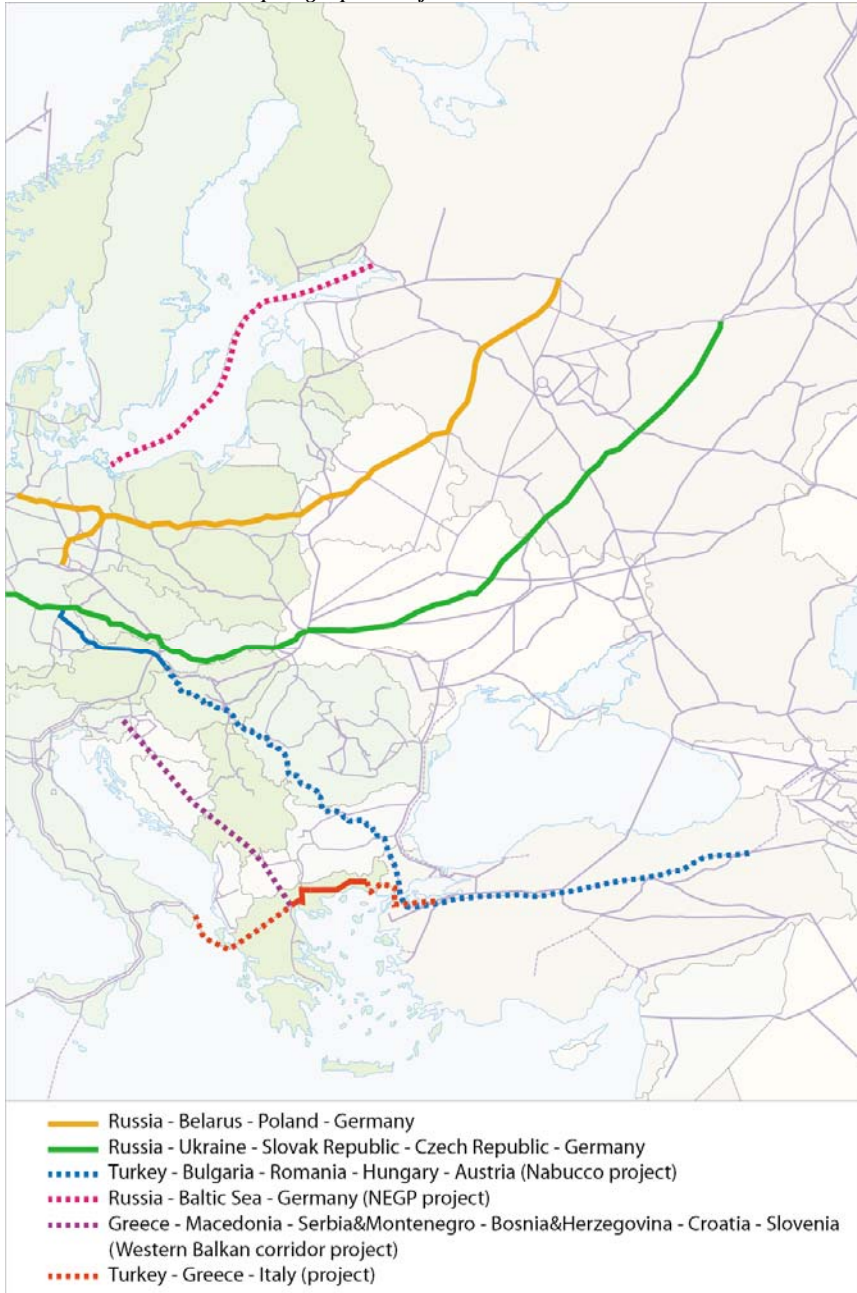 Russia - Belarus - Poland - Germany
Russia - Ukraine - Slovak Republic - Czech Republic - Germany
Turkey - Bulgaria - Romania - Hungary - Austria (Nabucco project)
Russia - Baltic Sea - Germany (NEGP project)
Greece - Macedonia - Serbia&Montenegro - Bosnia&Herzegovina - Croatia - Slovenia
(Western Balkan corridor project)
Turkey - Greece - Italy (project)